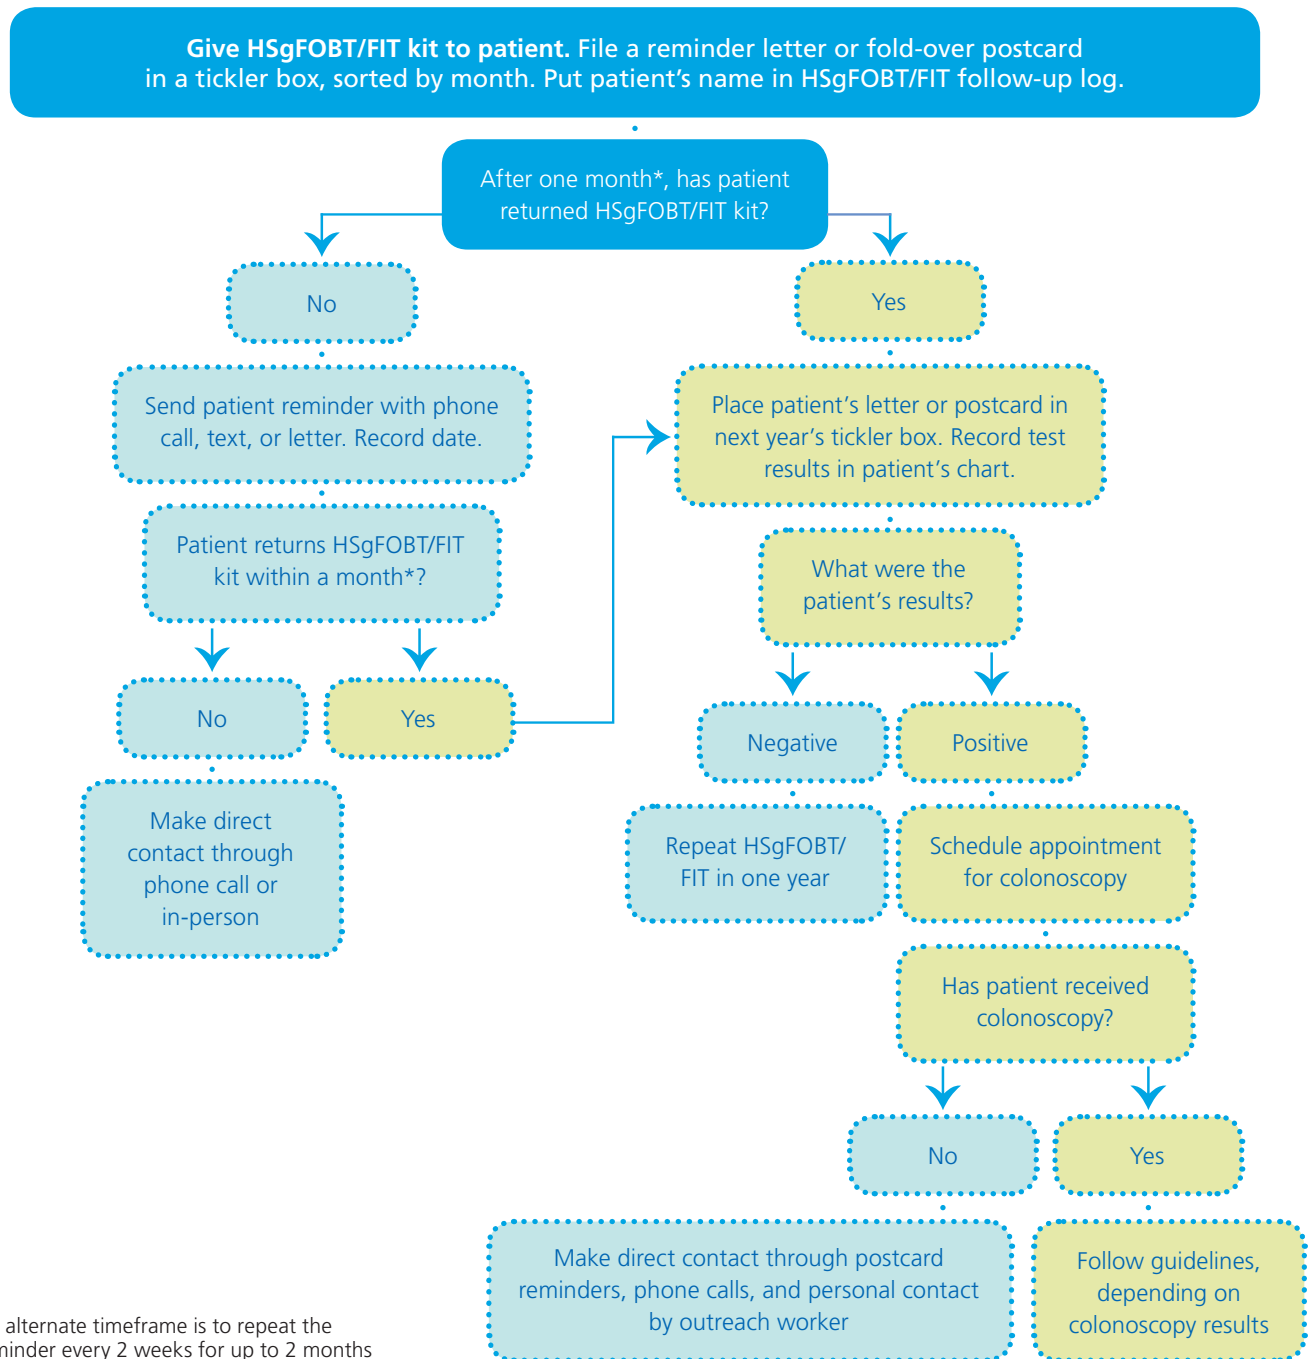 Give HSgFOBT/FIT kit to patient. File a reminder letter or fold-over postcard
in a tickler box, sorted by month. Put patient's name in HSgFOBT/FIT follow-up log.
After one month*, has patient
returned HSgFOBT/FIT kit?
No
Yes
Send patient reminder with phone
call, text, or letter. Record date.
Place patient's letter or postcard in
next year's tickler box. Record test
results in patient's chart.
Patient returns HSgFOBT/FIT
kit within a month*?
What were the
patient's results?
No
Yes
Negative
Positive
Make direct
contact through
phone call or
in-person
Repeat HSgFOBT/
FIT in one year
Schedule appointment
for colonoscopy
Has patient received
colonoscopy?
No
Yes
Make direct contact through postcard
reminders, phone calls, and personal contact
by outreach worker
Follow guidelines,
depending on
colonoscopy results
alternate timeframe is to repeat the
every 2 weeks for up to 2 months